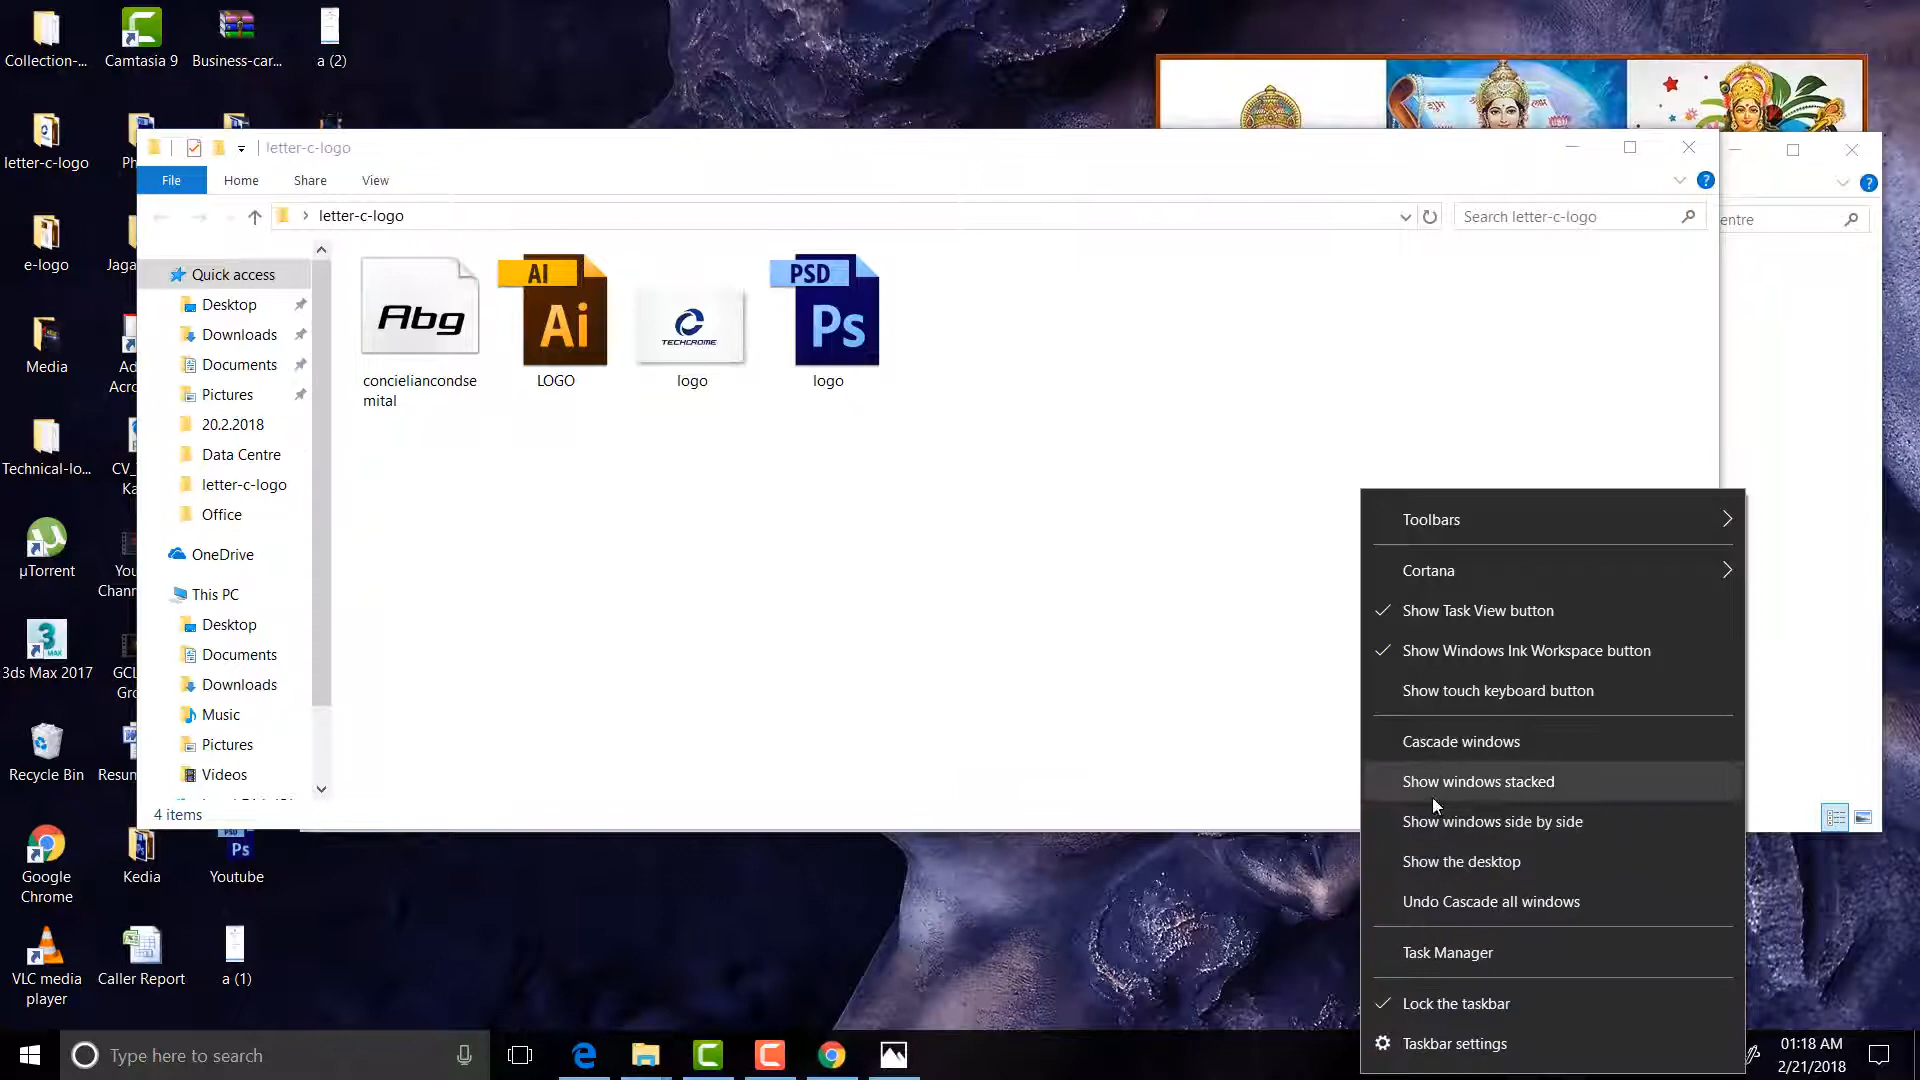 Collection-...
Camtasia 9
Business-car...
a (2)
letter-c-logo
Ph
e-logo
Jaga
Media
Ad
Acro
Technical-lo...
CV_
Ka
µTorrent
You
Chann
3ds Max 2017
GCL
Gro
Recycle Bin
Resun
Google
Chrome
Kedia
PSD
Ps
Youtube
VLC media
player
Caller Report
a (1)
letter-c-logo
File
Home
Share
View
letter-c-logo
Search letter-c-logo
entre
Quick access
Desktop
Downloads
Documents
Pictures
20.2.2018
Data Centre
letter-c-logo
Office
OneDrive
This PC
Desktop
Documents
Downloads
Music
Pictures
Videos
4 items
Abg
concieliancondse
mital
AI
Ai
LOGO
TECHCROME
logo
PSD
Ps
logo
Toolbars
Cortana
Show Task View button
Show Windows Ink Workspace button
Show touch keyboard button
Cascade windows
Show windows stacked
Show windows side by side
Show the desktop
Undo Cascade all windows
Task Manager
Lock the taskbar
Taskbar settings
Type here to search
01:18 AM
2/21/2018